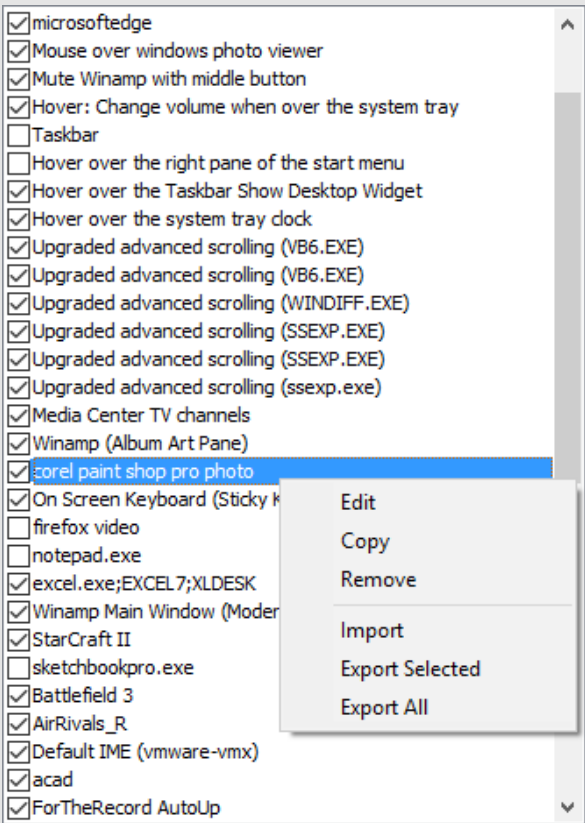 microsoftedge
Mouse over windows photo viewer
Mute Winamp with middle button
Hover: Change volume when over the system tray
Taskbar
Hover over the right pane of the start menu
Hover over the Taskbar Show Desktop Widget
Hover over the system tray clock
Upgraded advanced scrolling (VB6.EXE)
Upgraded advanced scrolling (VB6.EXE)
Upgraded advanced scrolling (WINDIFF.EXE)
Upgraded advanced scrolling (SSEXP.EXE)
Upgraded advanced scrolling (SSEXP.EXE)
Upgraded advanced scrolling (ssexp.exe)
Media Center TV channels
Winamp (Album Art Pane)
corel paint shop pro photo
On Screen Keyboard (Sticky
firefox video
notepad.exe
excel.exe;EXCEL7;XLDESK
Winamp Main Window (Moder
StarCraft II
sketchbookpro.exe
Battlefield 3
AirRivals_R
Default IME (vmware-vmx)
acad
ForTheRecord AutoUp
Edit
Copy
Remove
Import
Export Selected
Export All